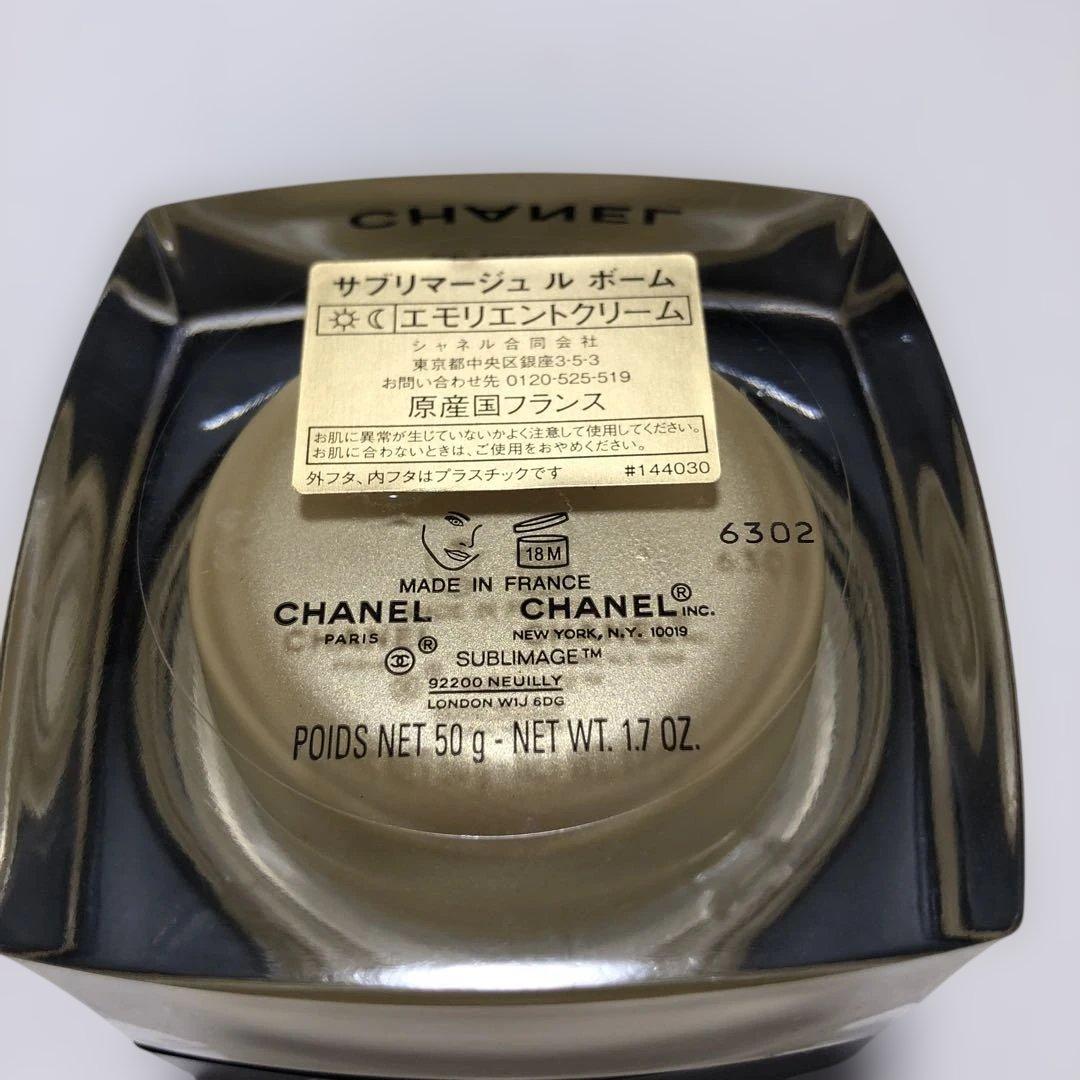 CHANEL
サブリマージュ ル ボーム
エモリエントクリーム
シャネル合同会社
東京都中央区銀座3-5-3
お問い合わせ先 0120-525-519
原産国フランス
お肌に異常が生じていないかよく注意して使用してください。
お肌に合わないときは、ご使用をおやめください。
外フタ、内フタはプラスチックです #144030
6302
18 M
MADE IN FRANCE
CHANEL CHANEL® INC.
PARIS NEW YORK, N.Y. 10019
® SUBLIMAGE™
92200 NEUILLY
LONDON W1J 6DG
POIDS NET 50 g - NET WT. 1.7 OZ.